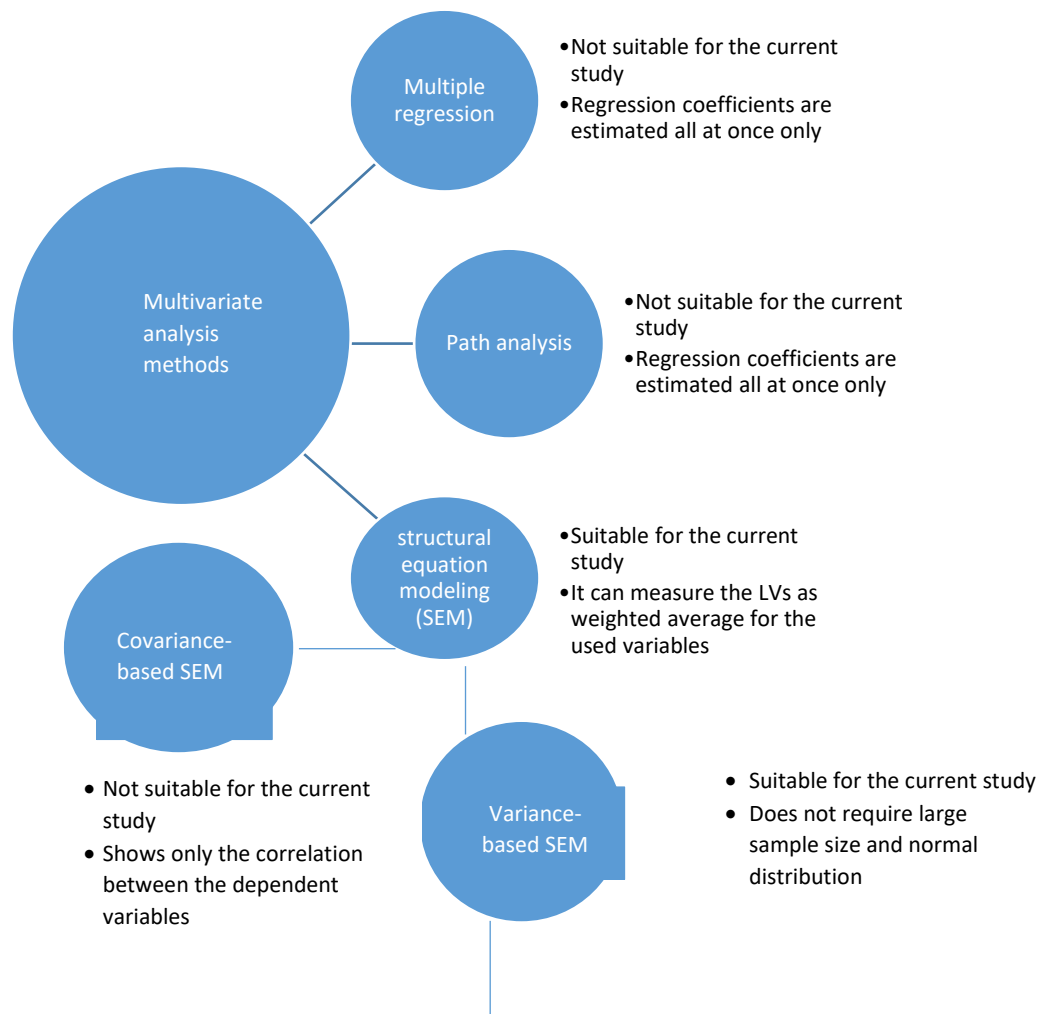 Multiple
regression
•Not suitable for the current
study
•Regression coefficients are
estimated all at once only
Multivariate
analysis
methods
Path analysis
•Not suitable for the current
study
•Regression coefficients are
estimated all at once only
structural
equation
modeling
(SEM)
•Suitable for the current
study
•It can measure the LVs as
weighted average for the
used variables
Covariance-
based SEM
• Not suitable for the current
study
• Shows only the correlation
between the dependent
variables
Variance-
based SEM
• Suitable for the current study
• Does not require large
sample size and normal
distribution